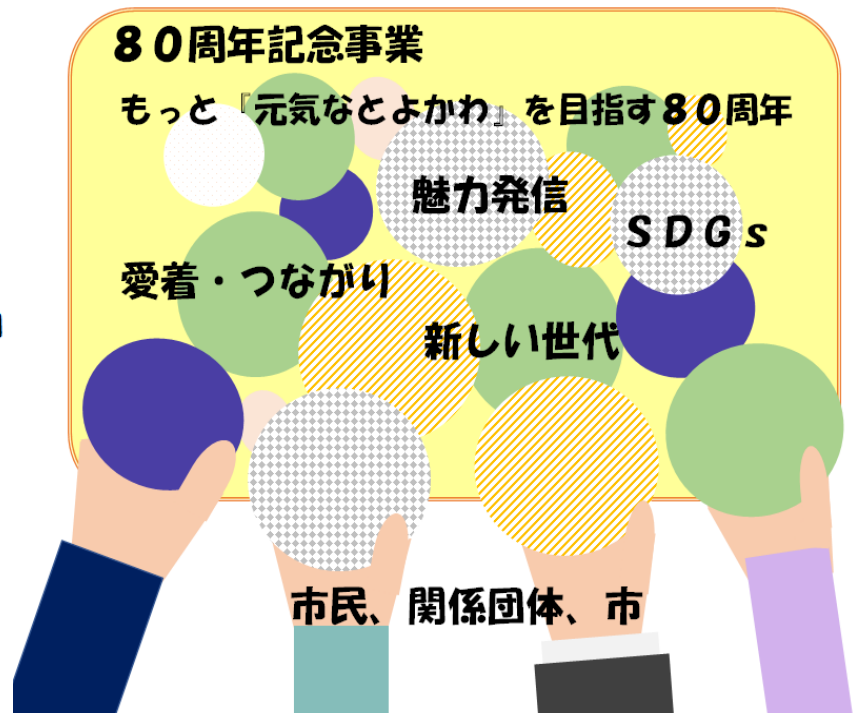 ８０周年記念事業
もっと『元気なとよかわ』を目指す８０周年
魅力発信
ＳＤＧｓ
愛着・つながり
新しい世代
市民、関係団体、市